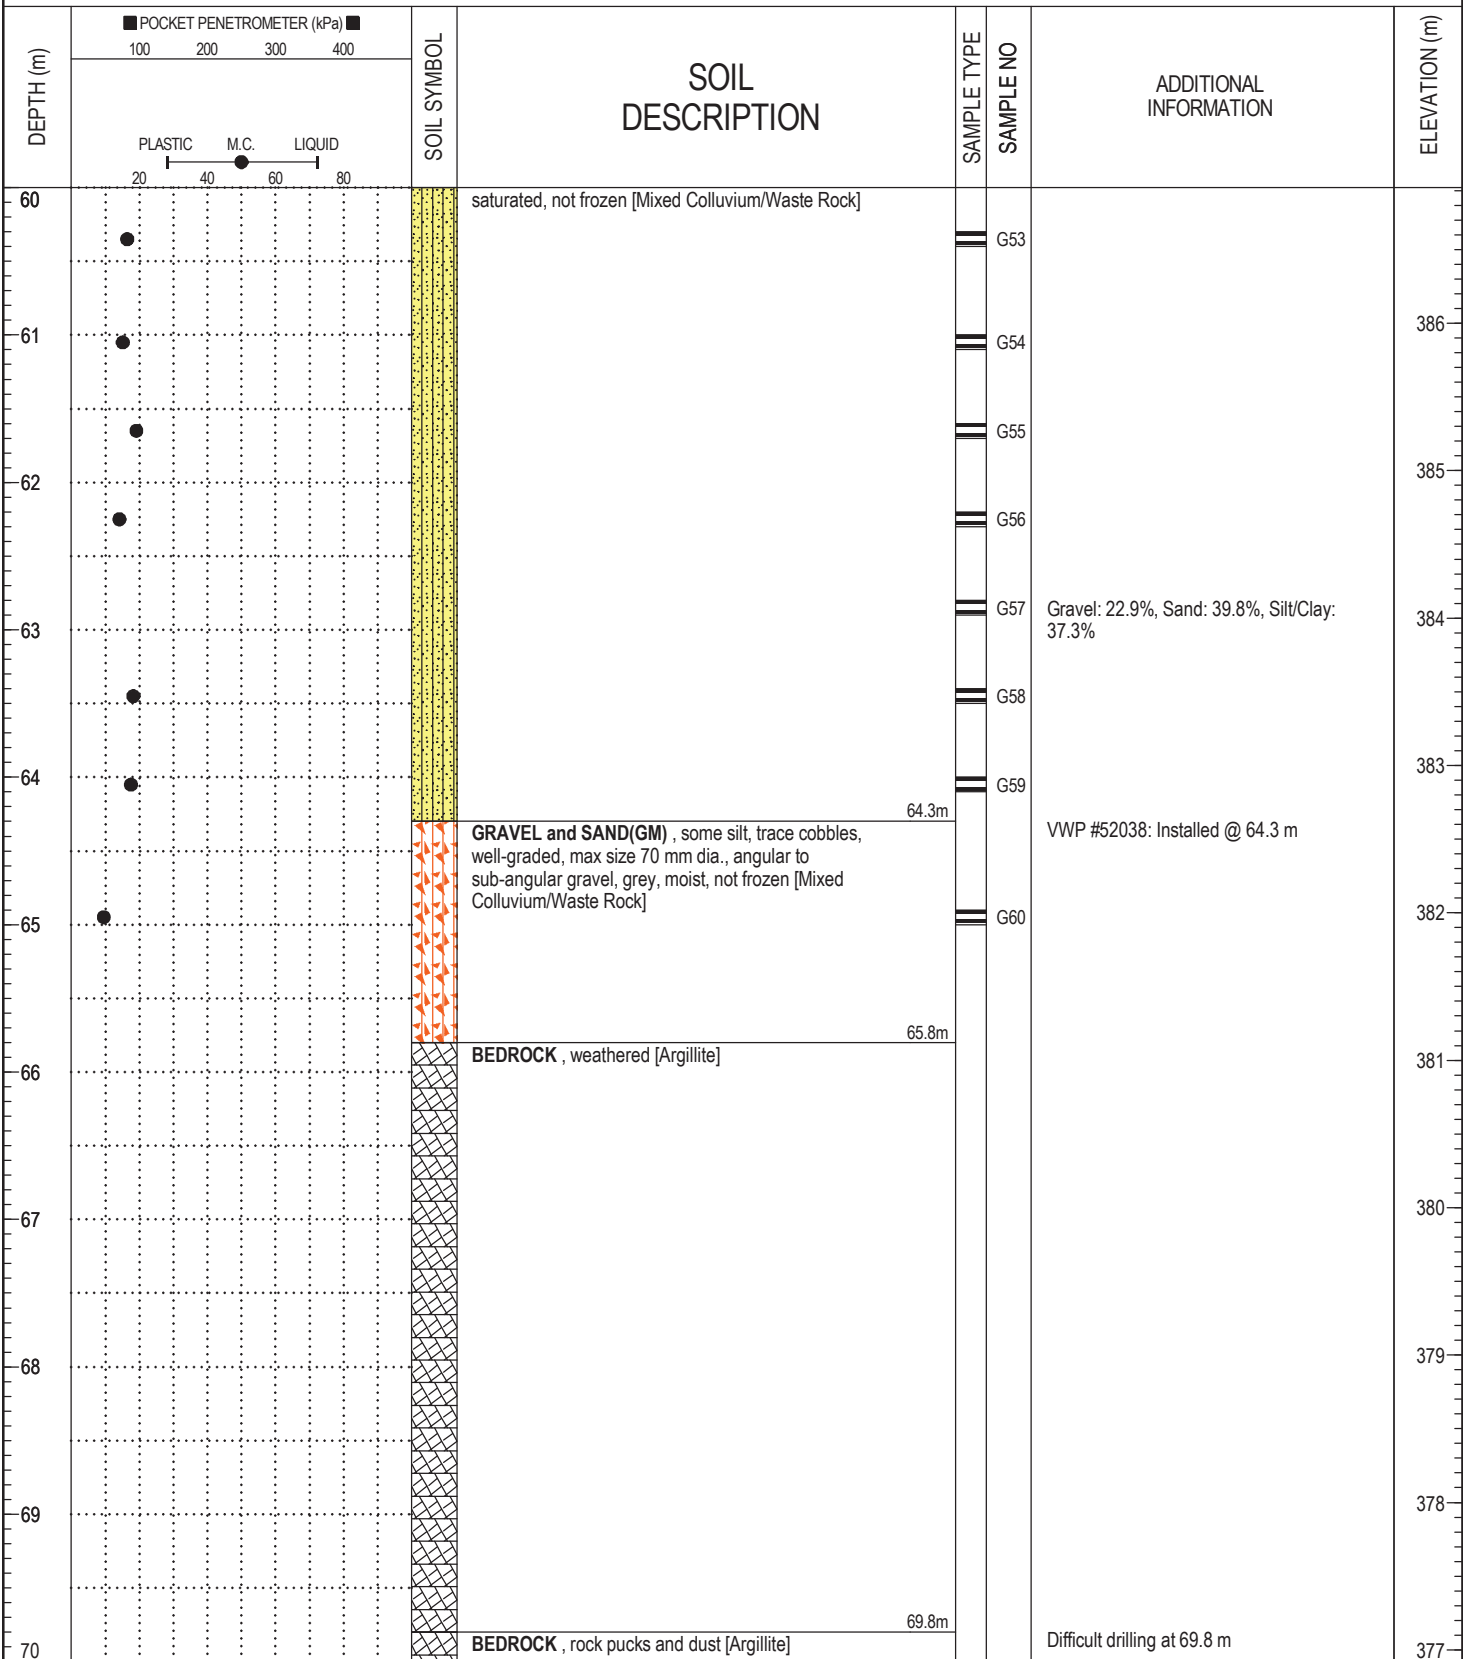 ■ POCKET PENETROMETER (kPa) ■
100 200 300 400
DEPTH (m)
PLASTIC M.C. LIQUID
20 40 60 80
SOIL SYMBOL
SOIL
DESCRIPTION
SAMPLE TYPE
SAMPLE NO
ADDITIONAL
INFORMATION
ELEVATION (m)
60
saturated, not frozen [Mixed Colluvium/Waste Rock]
G53
61
G54
386
G55
62
G56
385
G57
Gravel: 22.9%, Sand: 39.8%, Silt/Clay:
37.3%
63
384
G58
64
G59
383
64.3m
GRAVEL and SAND(GM) , some silt, trace cobbles,
well-graded, max size 70 mm dia., angular to
sub-angular gravel, grey, moist, not frozen [Mixed
Colluvium/Waste Rock]
VWP #52038: Installed @ 64.3 m
65
G60
382
65.8m
BEDROCK , weathered [Argillite]
66
381
67
380
68
379
69
378
69.8m
BEDROCK , rock pucks and dust [Argillite]
Difficult drilling at 69.8 m
70
377